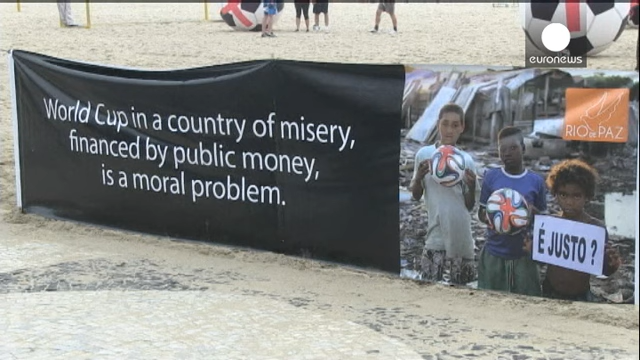 euronews
World Cup in a country of misery,
financed by public money,
is a moral problem.
RIO DE PAZ
É JUSTO ?